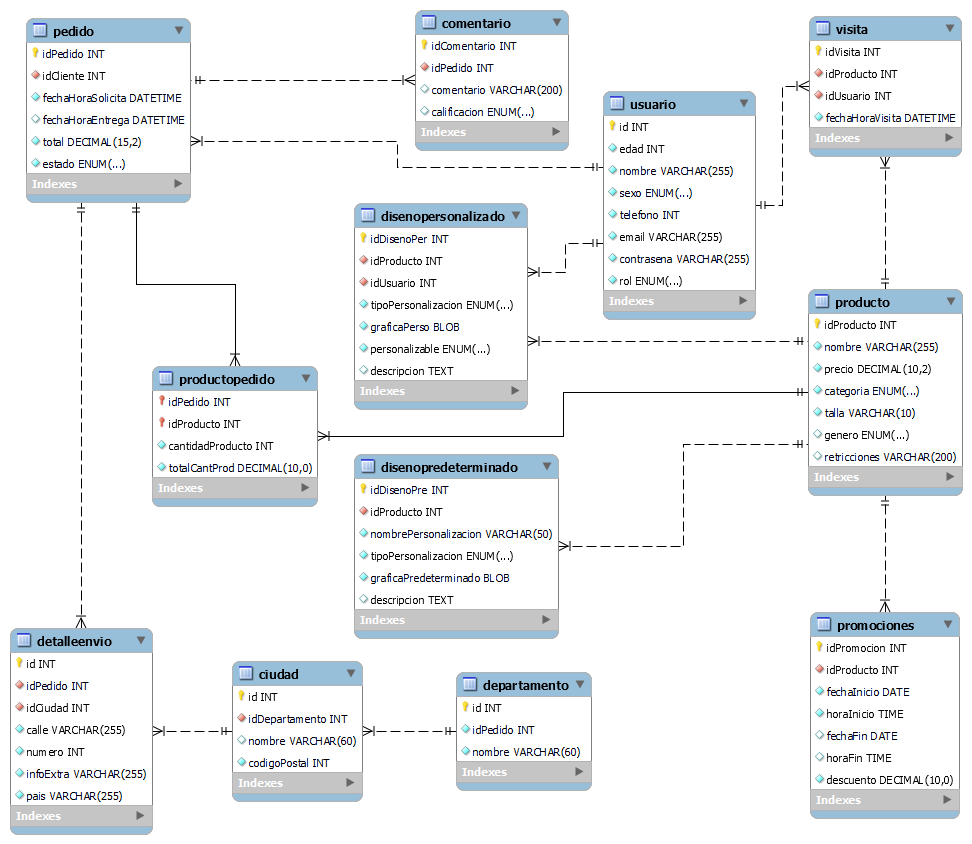 pedido
idPedido INT
idCliente INT
fechaHoraSolicita DATETIME
fechaHoraEntrega DATETIME
total DECIMAL(15,2)
estado ENUM(...)
Indexes
comentario
idComentario INT
idPedido INT
comentario VARCHAR(200)
calificacion ENUM(...)
Indexes
visita
idVisita INT
idProducto INT
idUsuario INT
fechaHoraVisita DATETIME
Indexes
usuario
id INT
edad INT
nombre VARCHAR(255)
sexo ENUM(...)
telefono INT
email VARCHAR(255)
contrasena VARCHAR(255)
rol ENUM(...)
Indexes
disenopersonalizado
idDisenoPer INT
idProducto INT
idUsuario INT
tipoPersonalizacion ENUM(...)
graficaPerso BLOB
personalizable ENUM(...)
descripcion TEXT
Indexes
producto
idProducto INT
nombre VARCHAR(255)
precio DECIMAL(10,2)
categoria ENUM(...)
talla VARCHAR(10)
genero ENUM(...)
retricciones VARCHAR(200)
Indexes
productopedido
idPedido INT
idProducto INT
cantidadProducto INT
totalCantProd DECIMAL(10,0)
Indexes
disenopredeterminado
idDisenoPre INT
idProducto INT
nombrePersonalizacion VARCHAR(50)
tipoPersonalizacion ENUM(...)
graficaPredeterminado BLOB
descripcion TEXT
Indexes
detalleenvio
id INT
idPedido INT
idCiudad INT
calle VARCHAR(255)
numero INT
infoExtra VARCHAR(255)
pais VARCHAR(255)
Indexes
ciudad
id INT
idDepartamento INT
nombre VARCHAR(60)
codigoPostal INT
Indexes
departamento
id INT
idPedido INT
nombre VARCHAR(60)
Indexes
promociones
idPromocion INT
idProducto INT
fechaInicio DATE
horaInicio TIME
fechaFin DATE
horaFin TIME
descuento DECIMAL(10,0)
Indexes